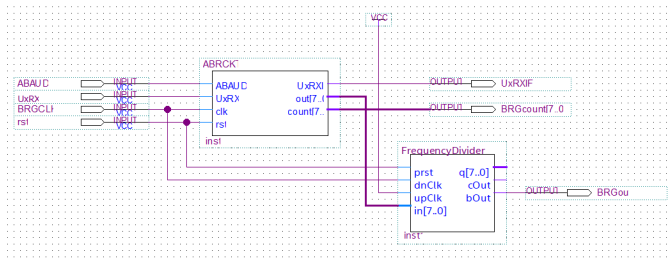 VCC
ABRCK
ABAUD
INPUT
VCC
ABAUD
UxRXI
OUTPUT
UxRXIF
UxRX
INPUT
VCC
UxRX
out[7..(
BRGCLI
INPUT
VCC
clk
count[7..
OUTPUT
BRGcount[7..0
rst
INPUT
VCC
rst
inst
FrequencyDivider
prst
q[7..0]
dnClk
cOut
upClk
bOut
OUTPUT
BRGou
in[7..0]
inst